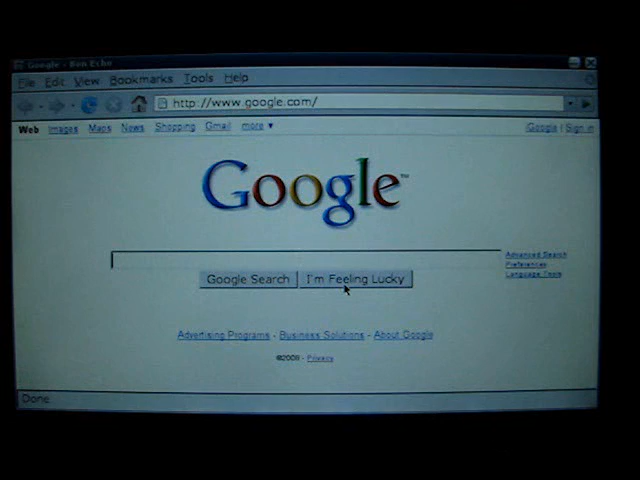 Google - Bon Echo
File Edit View Bookmarks Tools Help
http://www.google.com/
Web Images Maps News Shopping Gmail more ▼
iGoogle | Sign in
Google™
Advanced Search
Preferences
Language Tools
Google Search I'm Feeling Lucky
Advertising Programs - Business Solutions - About Google
©2008 - Privacy
Done